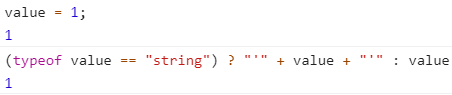 value = 1;
1
(typeof value == "string") ? "'" + value + "'" : value
1